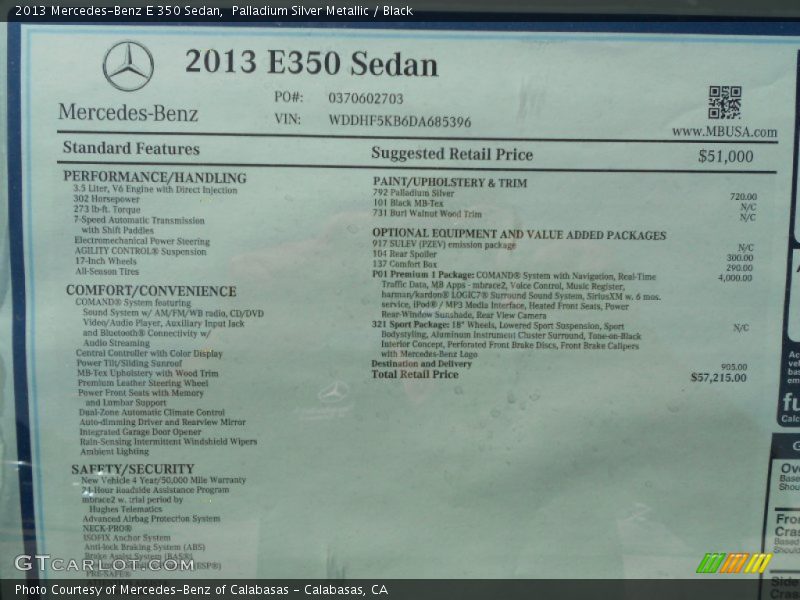 2013 Mercedes-Benz E 350 Sedan, Palladium Silver Metallic / Black
2013 E350 Sedan
PO#: 0370602703
VIN: WDDHF5KB6DA685396
Mercedes-Benz
www.MBUSA.com
Standard Features
Suggested Retail Price $51,000
PERFORMANCE/HANDLING
3.5 Liter, V6 Engine with Direct Injection
302 Horsepower
273 lb-ft. Torque
7-Speed Automatic Transmission
with Shift Paddles
Electromechanical Power Steering
AGILITY CONTROL® Suspension
17-Inch Wheels
All-Season Tires
COMFORT/CONVENIENCE
COMAND® System featuring
Sound System w/ AM/FM/WB radio, CD/DVD
Video/Audio Player, Auxiliary Input Jack
and Bluetooth® Connectivity w/
Audio Streaming
Central Controller with Color Display
Power Tilt/Sliding Sunroof
MB-Tex Upholstery with Wood Trim
Premium Leather Steering Wheel
Power Front Seats with Memory
and Lumbar Support
Dual-Zone Automatic Climate Control
Auto-dimming Driver and Rearview Mirror
Integrated Garage Door Opener
Rain-Sensing Intermittent Windshield Wipers
Ambient Lighting
SAFETY/SECURITY
New Vehicle 4 Year/50,000 Mile Warranty
24-Hour Roadside Assistance Program
mbrace2 w. trial period by
Hughes Telematics
Advanced Airbag Protection System
NECK-PRO®
ISOFIX Anchor System
Anti-lock Braking System (ABS)
Brake Assist System (BAS®)
(ESP®)
PRE-SAFE®
PAINT/UPHOLSTERY & TRIM
792 Palladium Silver 720.00
101 Black MB-Tex N/C
731 Burl Walnut Wood Trim N/C
OPTIONAL EQUIPMENT AND VALUE ADDED PACKAGES
917 SULEV (PZEV) emission package N/C
104 Rear Spoiler 300.00
137 Comfort Box 290.00
P01 Premium 1 Package: COMAND® System with Navigation, Real-Time 4,000.00
Traffic Data, MB Apps - mbrace2, Voice Control, Music Register,
harman/kardon® LOGIC7® Surround Sound System, SiriusXM w. 6 mos.
service, iPod® / MP3 Media Interface, Heated Front Seats, Power
Rear-Window Sunshade, Rear View Camera
321 Sport Package: 18" Wheels, Lowered Sport Suspension, Sport N/C
Bodystyling, Aluminum Instrument Cluster Surround, Tone-on-Black
Interior Concept, Perforated Front Brake Discs, Front Brake Calipers
with Mercedes-Benz Logo
Destination and Delivery 905.00
Total Retail Price $57,215.00
GTCARLOT.COM
Photo Courtesy of Mercedes-Benz of Calabasas - Calabasas, CA